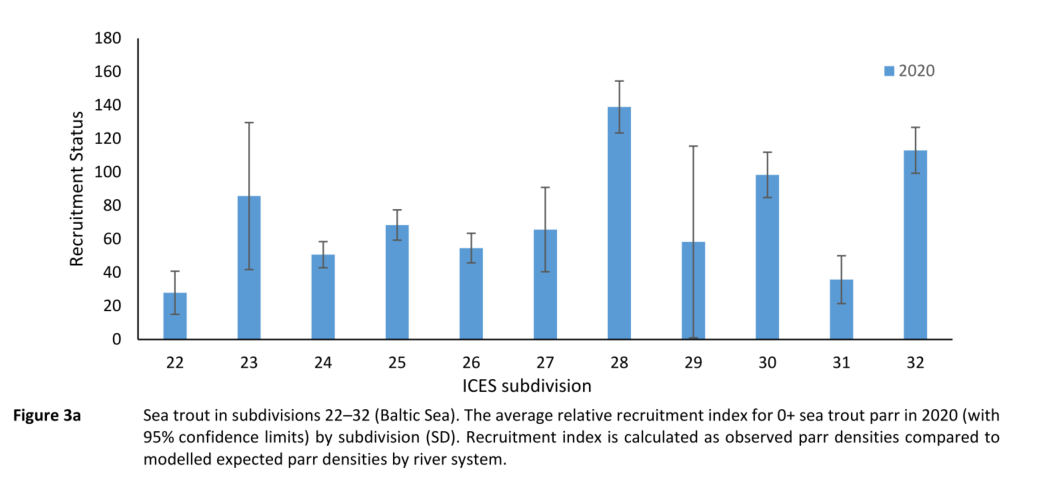 180
160
140
120
100
80
60
40
20
0
Recruitment Status
2020
22 23 24 25 26 27 28 29 30 31 32
ICES subdivision
Figure 3a Sea trout in subdivisions 22–32 (Baltic Sea). The average relative recruitment index for 0+ sea trout parr in 2020 (with
95% confidence limits) by subdivision (SD). Recruitment index is calculated as observed parr densities compared to
modelled expected parr densities by river system.